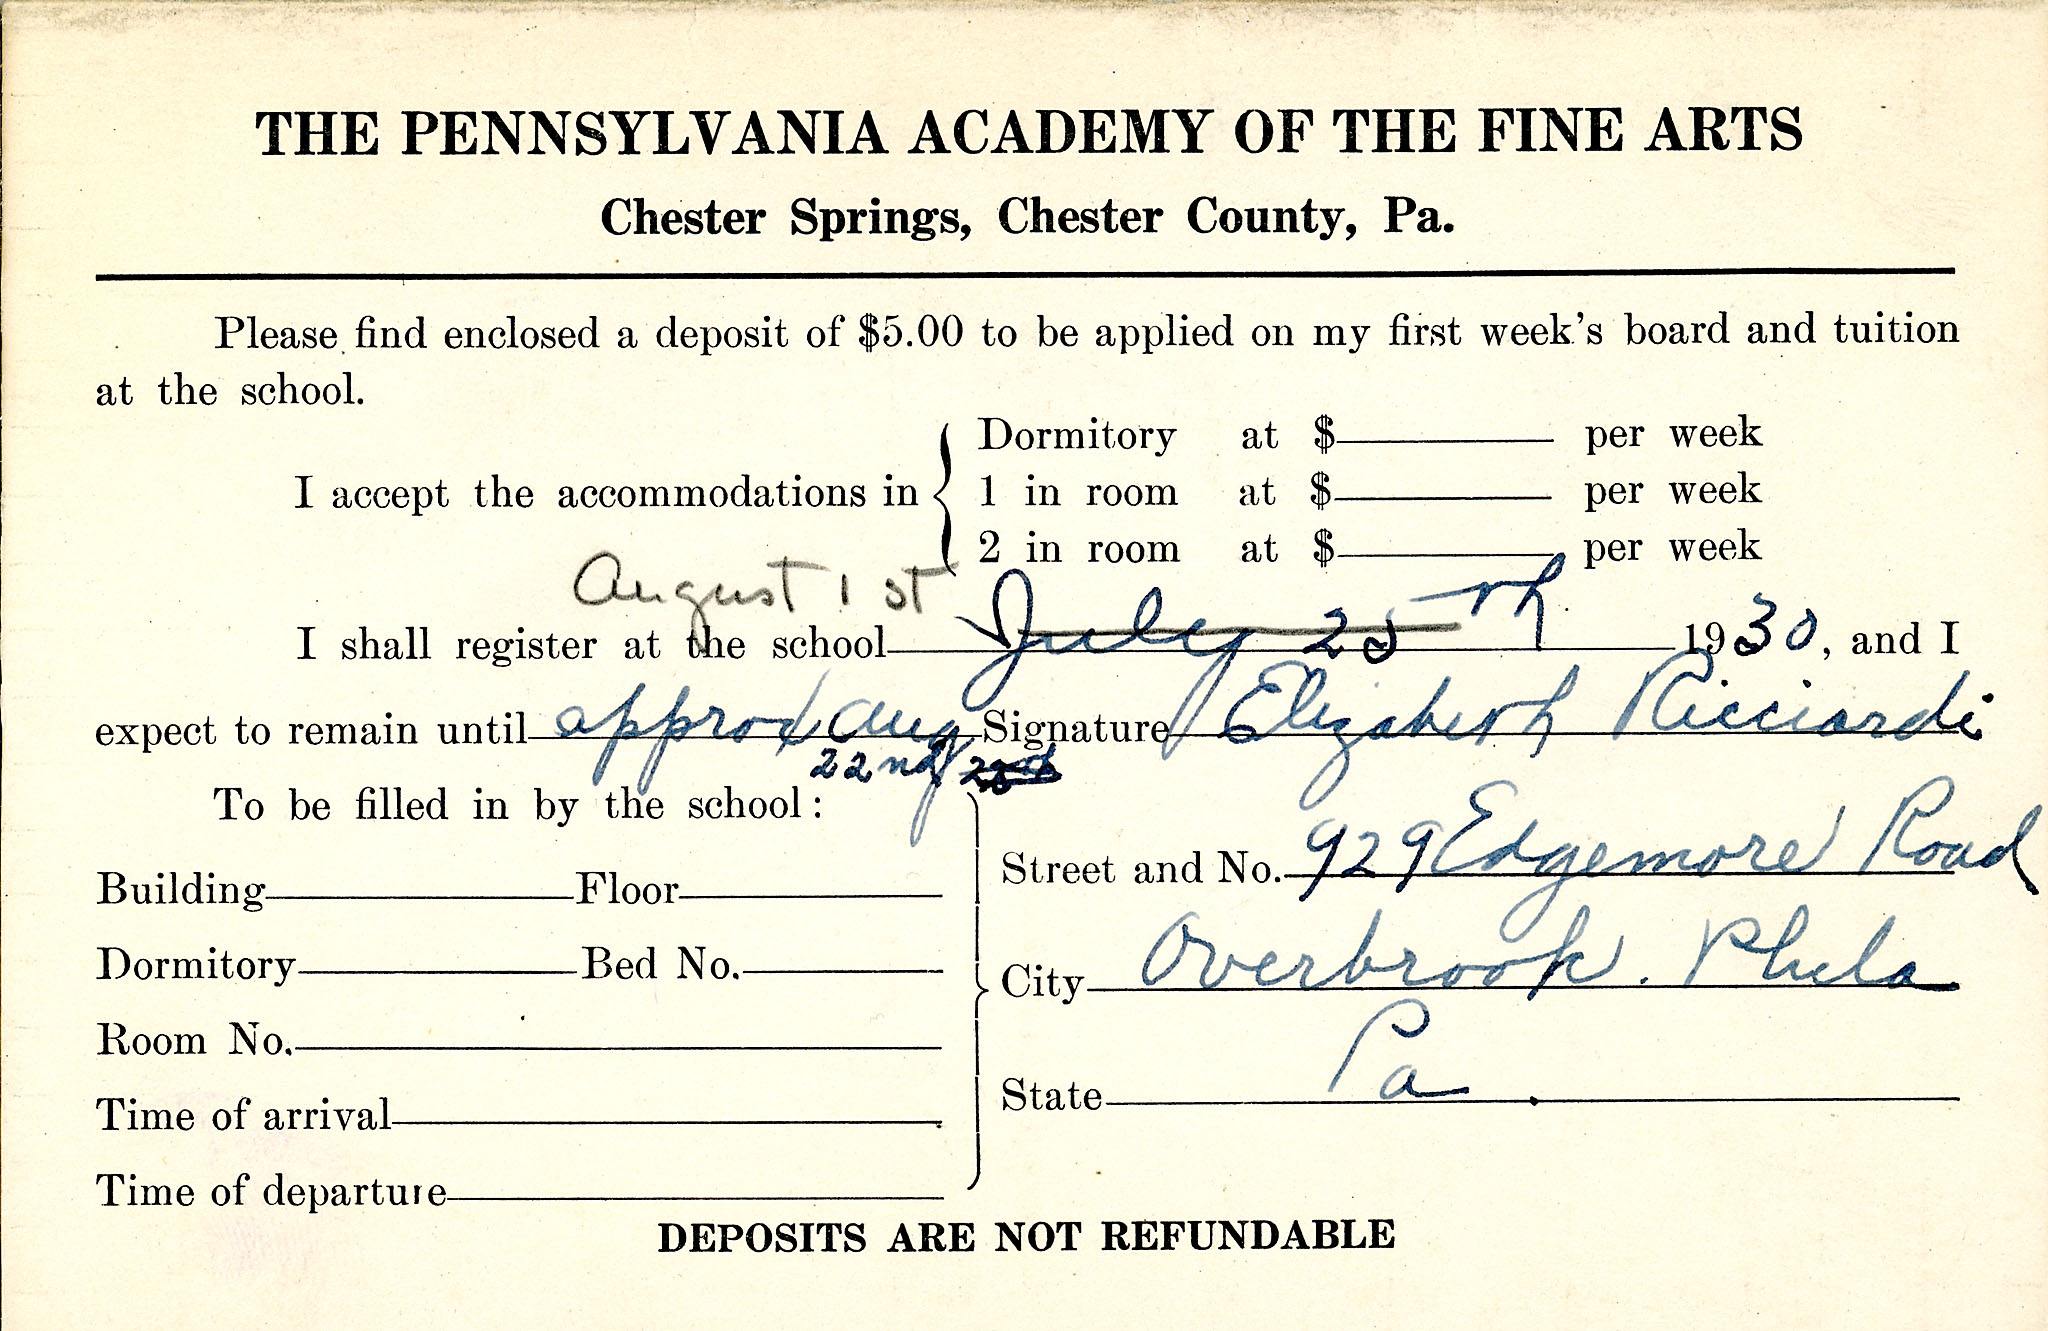 THE PENNSYLVANIA ACADEMY OF THE FINE ARTS
Chester Springs, Chester County, Pa.
Please find enclosed a deposit of $5.00 to be applied on my first week's board and tuition
at the school.
Dormitory at $ per week
I accept the accommodations in { 1 in room at $ per week
2 in room at $ per week
August 1st
I shall register at the school July 25th 1930, and I
expect to remain until approx Aug Signature Elizabeth Ricciardi
22nd
To be filled in by the school:
Street and No. 929 Edgemore Road
Building Floor
Dormitory Bed No.
City Overbrook. Phila
Room No.
State Pa.
Time of arrival
Time of departure
DEPOSITS ARE NOT REFUNDABLE